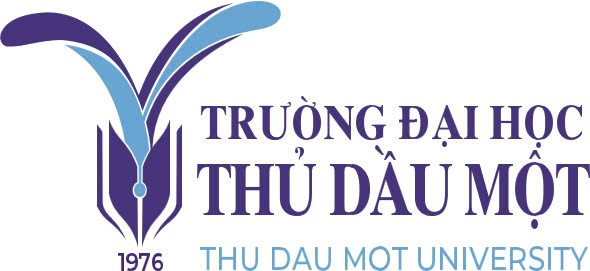 TRƯỜNG ĐẠI HỌC
THỦ DẦU MỘT
1976
THU DAU MOT UNIVERSITY